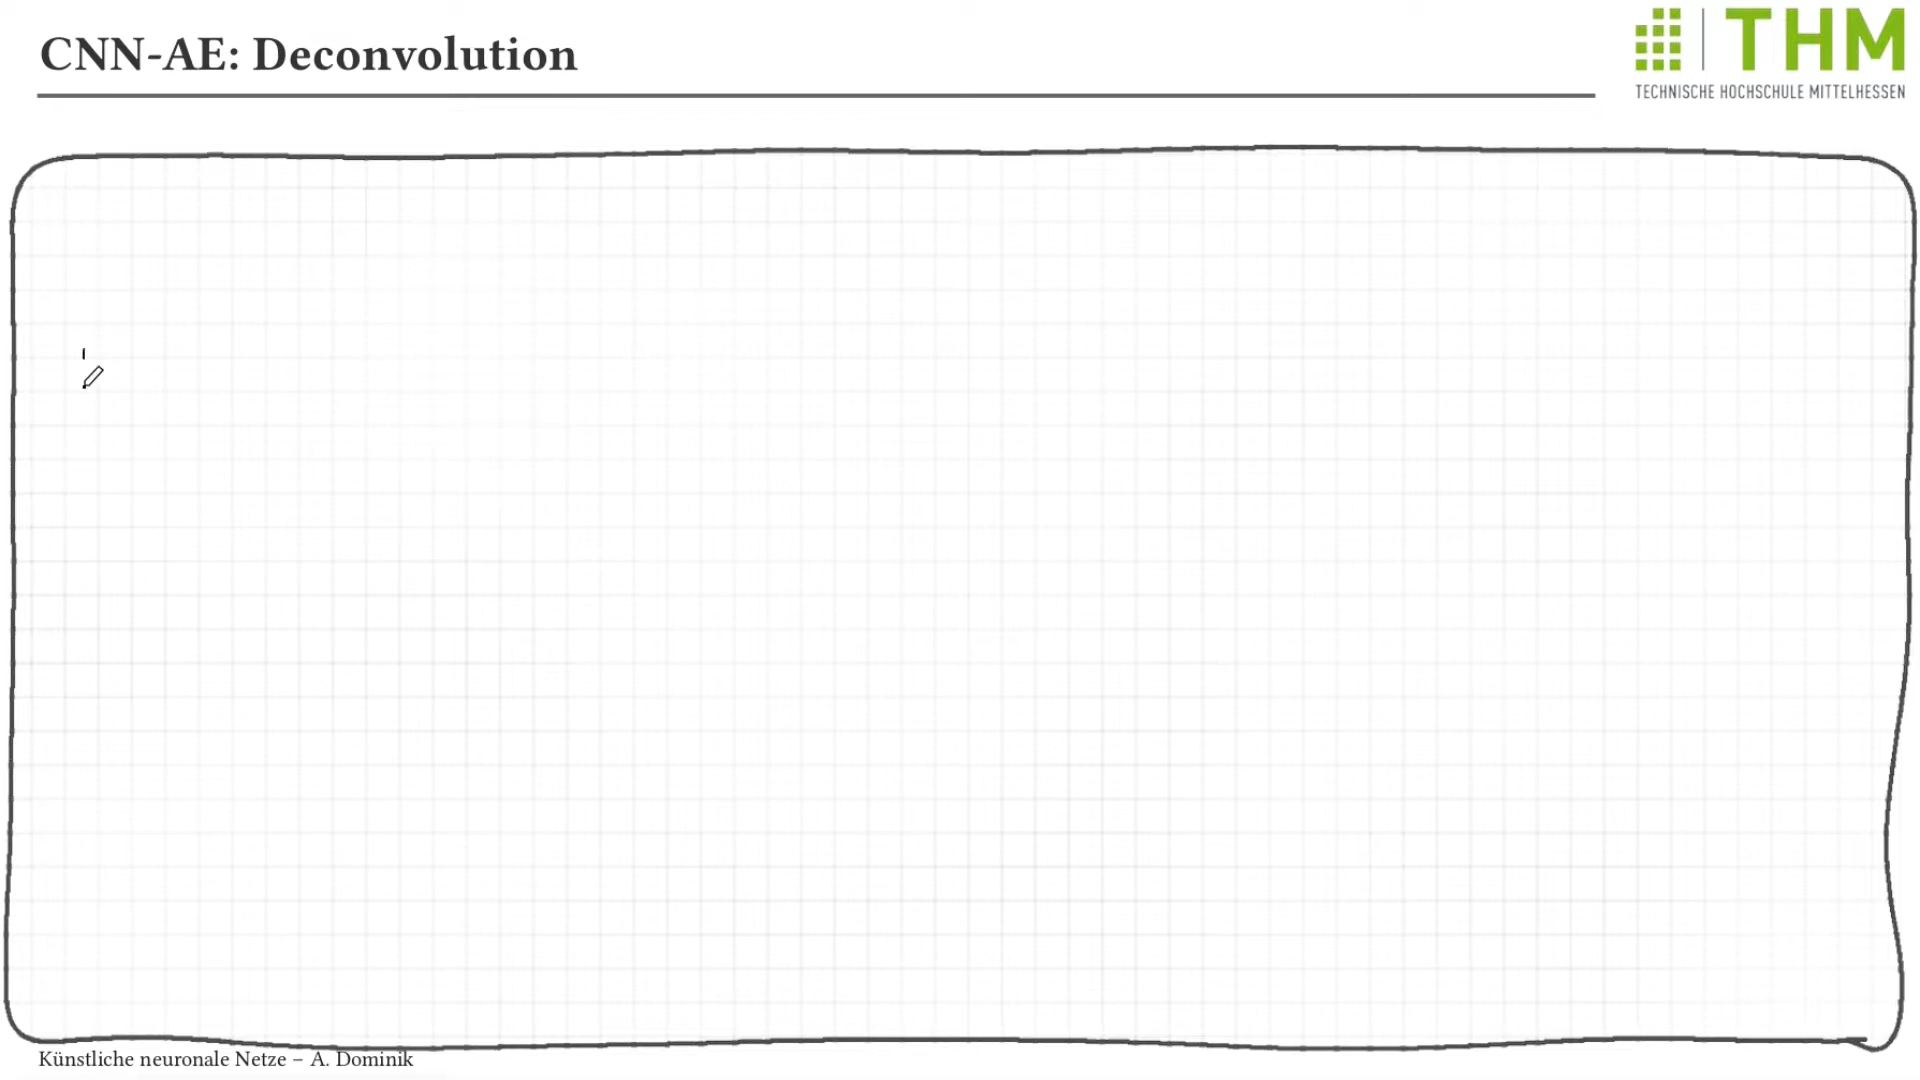 CNN-AE: Deconvolution
THM
TECHNISCHE HOCHSCHULE MITTELHESSEN
Künstliche neuronale Netze – A. Dominik